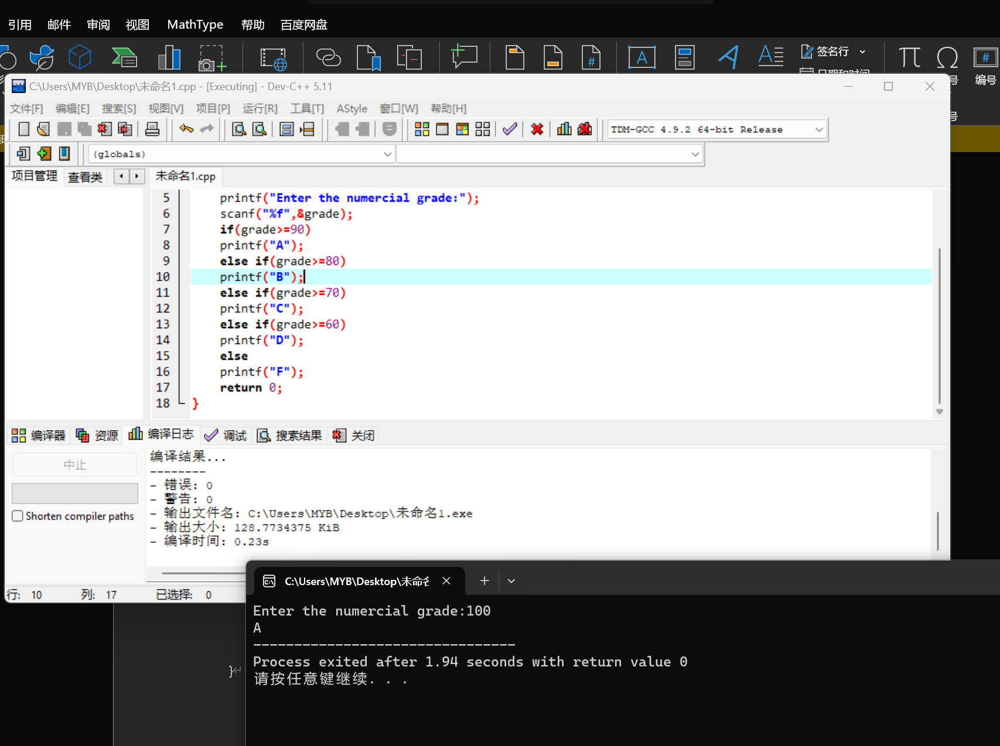 引用 邮件 审阅 视图 MathType 帮助 百度网盘
签名行
日期和时间
编号
C:\Users\MYB\Desktop\未命名1.cpp - [Executing] - Dev-C++ 5.11
文件[F] 编辑[E] 搜索[S] 视图[V] 项目[P] 运行[R] 工具[T] AStyle 窗口[W] 帮助[H]
TDM-GCC 4.9.2 64-bit Release
(globals)
项目管理 查看类 未命名1.cpp
5 printf("Enter the numercial grade:");
6 scanf("%f",&grade);
7 if(grade>=90)
8 printf("A");
9 else if(grade>=80)
10 printf("B");
11 else if(grade>=70)
12 printf("C");
13 else if(grade>=60)
14 printf("D");
15 else
16 printf("F");
17 return 0;
18 }
编译器 资源 编译日志 调试 搜索结果 关闭
中止
Shorten compiler paths
编译结果...
--------
- 错误: 0
- 警告: 0
- 输出文件名: C:\Users\MYB\Desktop\未命名1.exe
- 输出大小: 128.7734375 KiB
- 编译时间: 0.23s
行: 10 列: 17 已选择: 0
C:\Users\MYB\Desktop\未命名
Enter the numercial grade:100
A
--------------------------------
Process exited after 1.94 seconds with return value 0
请按任意键继续. . .
}